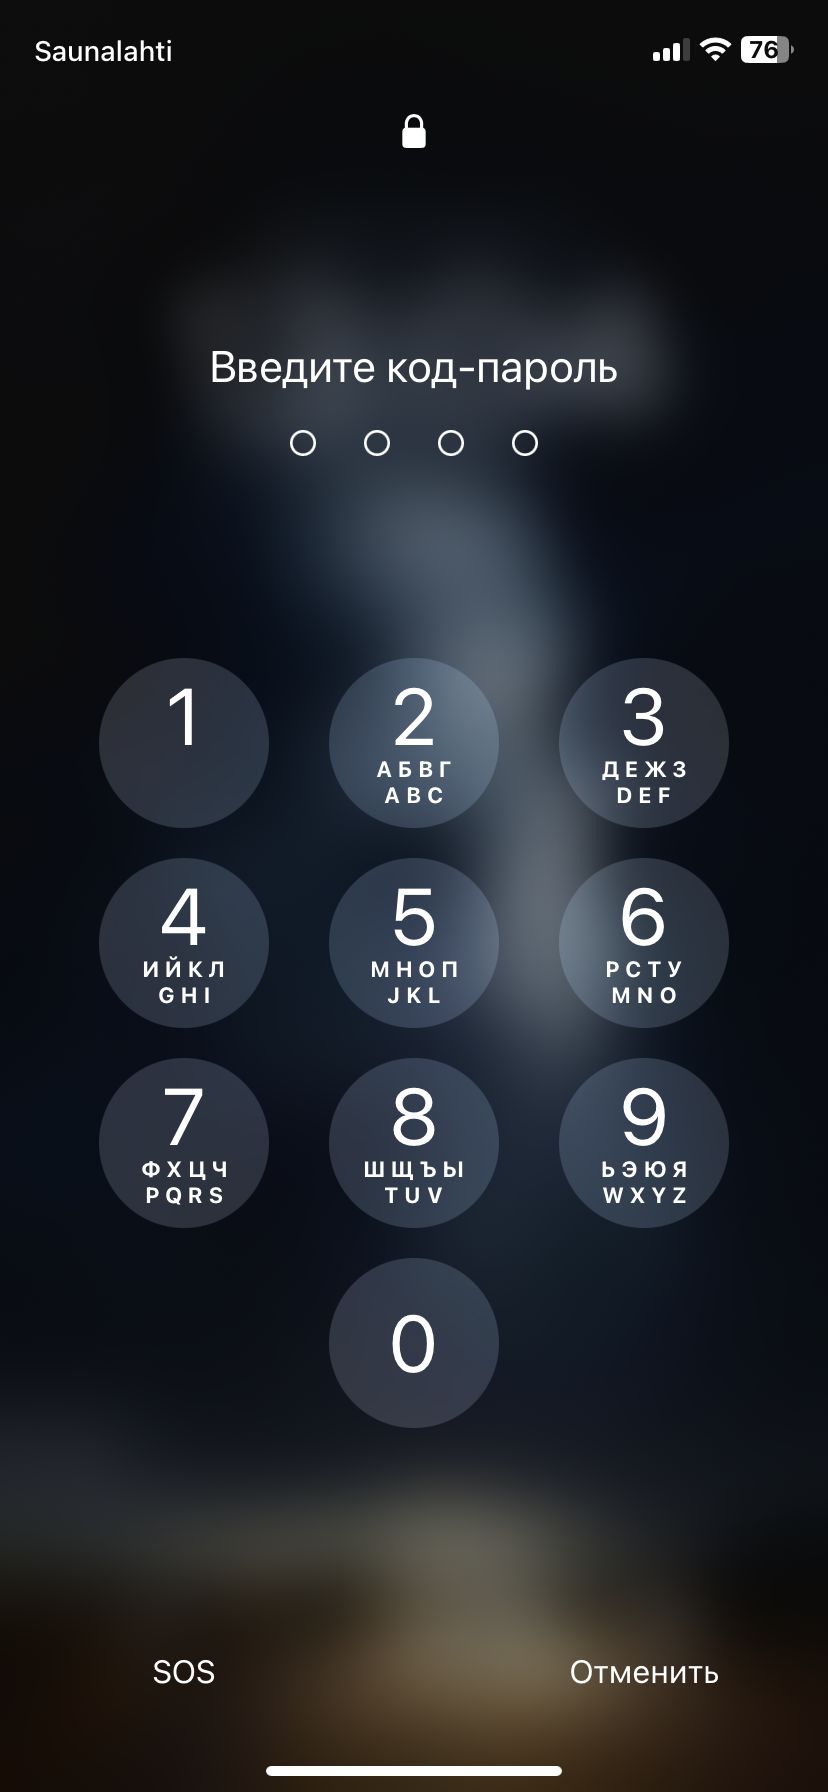 Saunalahti
76
Введите код-пароль
1
2
АБВГ
ABC
3
ДЕЖЗ
DEF
4
ИЙКЛ
GHI
5
МНОП
JKL
6
РСТУ
MNO
7
ФХЦЧ
PQRS
8
ШЩЪЫ
TUV
9
ЬЭЮЯ
WXYZ
0
SOS
Отменить